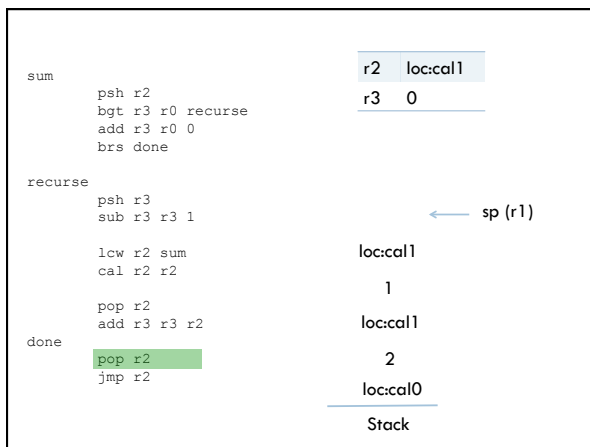 sum
psh r2
bgt r3 r0 recurse
add r3 r0 0
brs done
recurse
psh r3
sub r3 r3 1
lcw r2 sum
cal r2 r2
pop r2
add r3 r3 r2
done
pop r2
jmp r2
r2 loc:cal1
r3 0
sp (r1)
loc:cal1
1
loc:cal1
2
loc:cal0
Stack